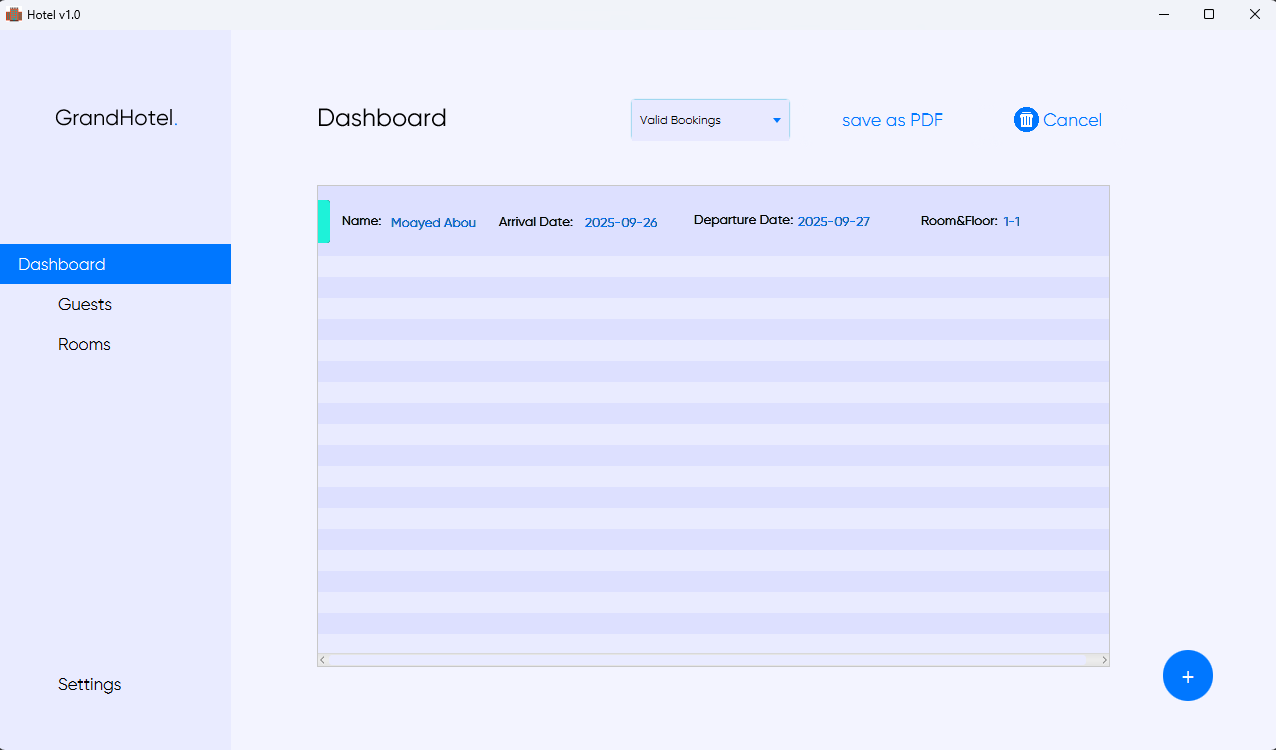 Hotel v1.0
GrandHotel.
Dashboard
Guests
Rooms
Settings
Dashboard
Valid Bookings
save as PDF
Cancel
Name: Moayed Abou Arrival Date: 2025-09-26 Departure Date: 2025-09-27 Room&Floor: 1-1
+